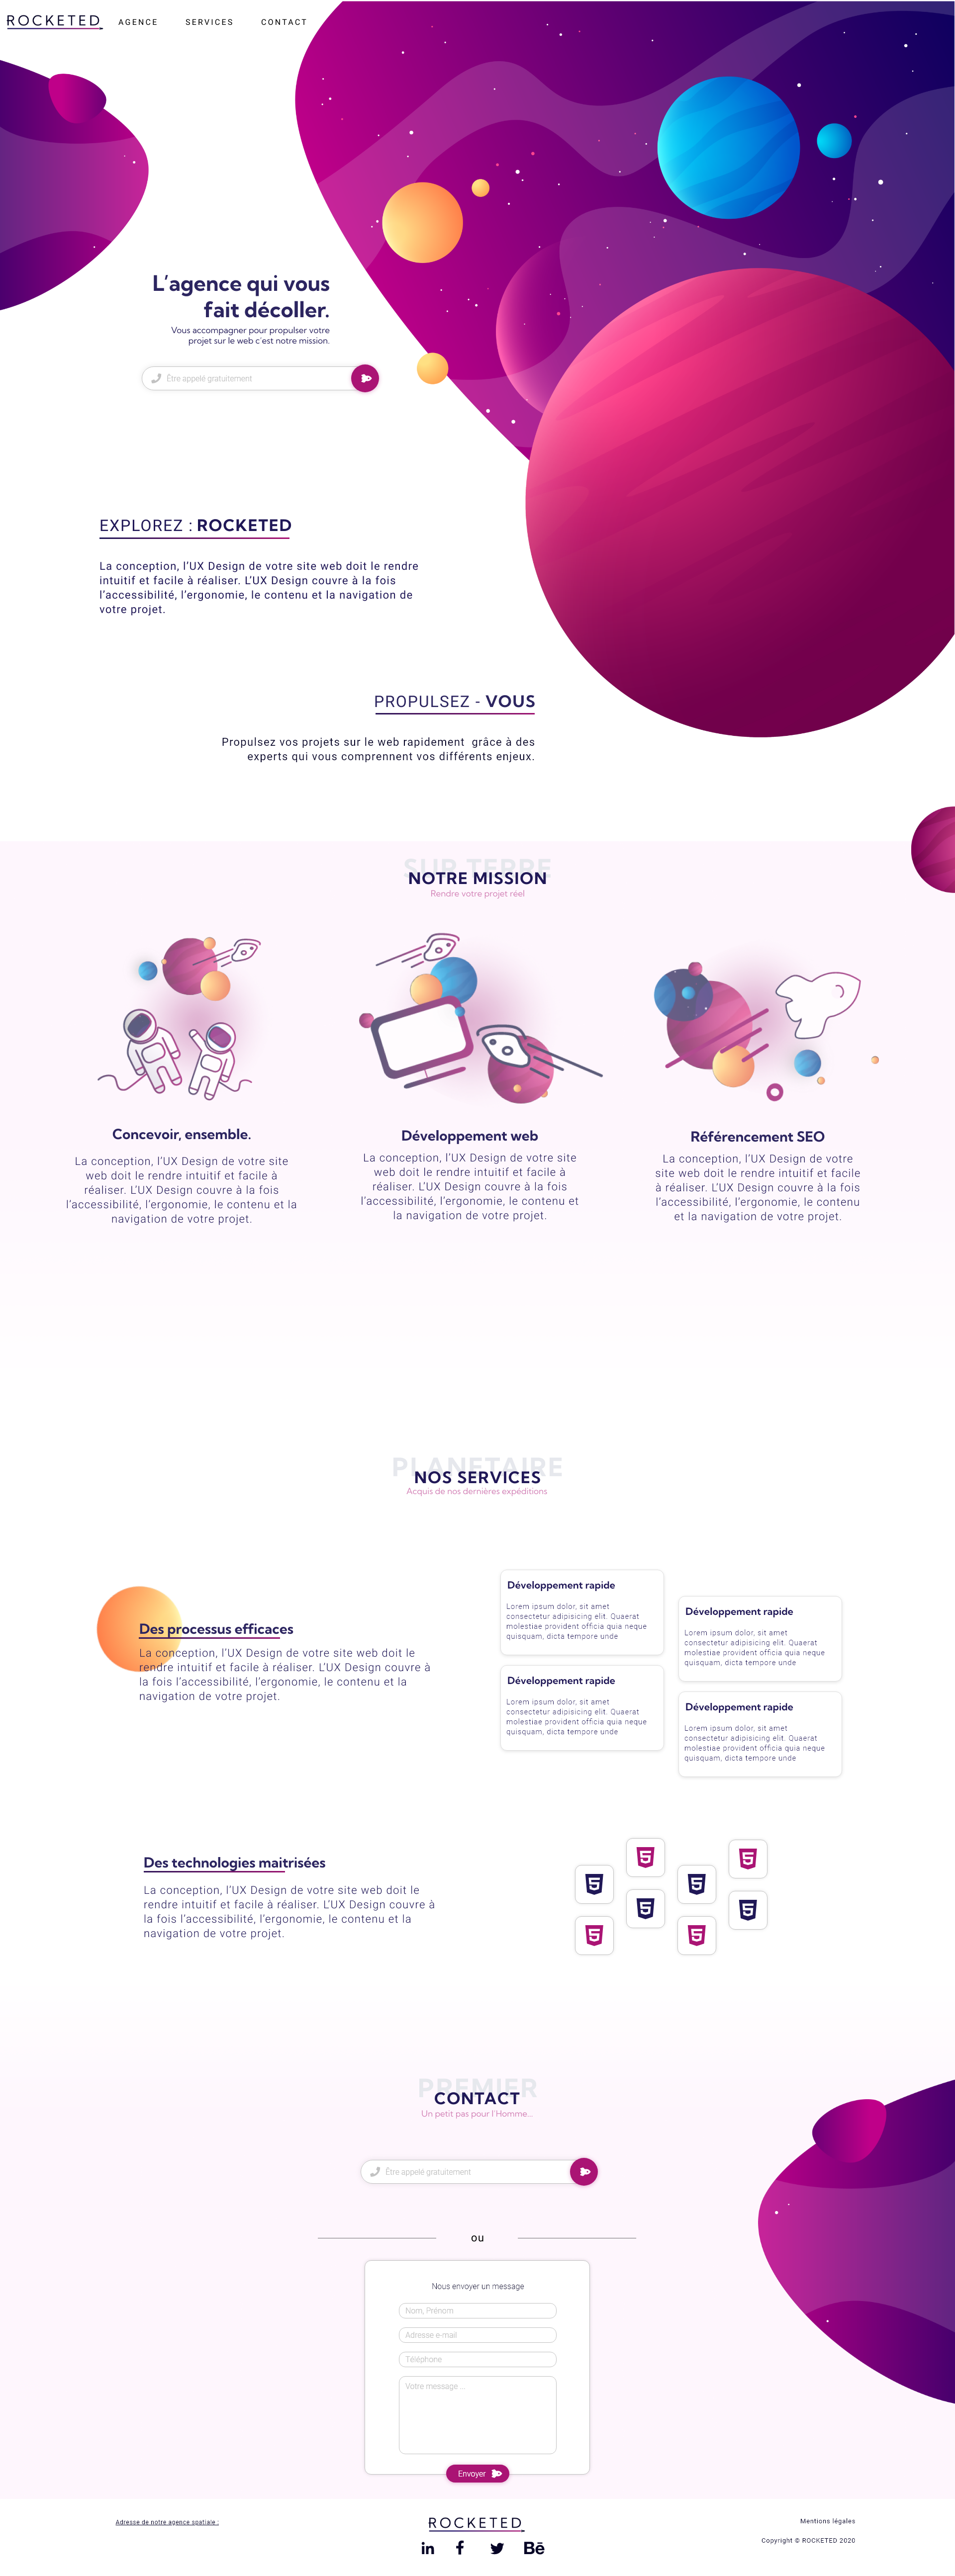 ROCKETED AGENCE SERVICES CONTACT
L’agence qui vous
fait décoller.
Vous accompagner pour propulser votre
projet sur le web c’est notre mission.
Être appelé gratuitement
EXPLOREZ : ROCKETED
La conception, l’UX Design de votre site web doit le rendre
intuitif et facile à réaliser. L’UX Design couvre à la fois
l’accessibilité, l’ergonomie, le contenu et la navigation de
votre projet.
PROPULSEZ - VOUS
Propulsez vos projets sur le web rapidement grâce à des
experts qui vous comprennent vos différents enjeux.
SUR TERRE
NOTRE MISSION
Rendre votre projet réel
Concevoir, ensemble.
La conception, l’UX Design de votre site
web doit le rendre intuitif et facile à
réaliser. L’UX Design couvre à la fois
l’accessibilité, l’ergonomie, le contenu et la
navigation de votre projet.
Développement web
La conception, l’UX Design de votre site
web doit le rendre intuitif et facile à
réaliser. L’UX Design couvre à la fois
l’accessibilité, l’ergonomie, le contenu et
la navigation de votre projet.
Référencement SEO
La conception, l’UX Design de votre
site web doit le rendre intuitif et facile
à réaliser. L’UX Design couvre à la fois
l’accessibilité, l’ergonomie, le contenu
et la navigation de votre projet.
PLANETAIRE
NOS SERVICES
Acquis de nos dernières expéditions
Des processus efficaces
La conception, l’UX Design de votre site web doit le
rendre intuitif et facile à réaliser. L’UX Design couvre à
la fois l’accessibilité, l’ergonomie, le contenu et la
navigation de votre projet.
Développement rapide
Lorem ipsum dolor, sit amet
consectetur adipisicing elit. Quaerat
molestiae provident officia quia neque
quisquam, dicta tempore unde
Développement rapide
Lorem ipsum dolor, sit amet
consectetur adipisicing elit. Quaerat
molestiae provident officia quia neque
quisquam, dicta tempore unde
Développement rapide
Lorem ipsum dolor, sit amet
consectetur adipisicing elit. Quaerat
molestiae provident officia quia neque
quisquam, dicta tempore unde
Développement rapide
Lorem ipsum dolor, sit amet
consectetur adipisicing elit. Quaerat
molestiae provident officia quia neque
quisquam, dicta tempore unde
Des technologies maitrisées
La conception, l’UX Design de votre site web doit le
rendre intuitif et facile à réaliser. L’UX Design couvre à
la fois l’accessibilité, l’ergonomie, le contenu et la
navigation de votre projet.
5 5 5 5
5 5 5 5
PREMIER
CONTACT
Un petit pas pour l’Homme...
Être appelé gratuitement
ou
Nous envoyer un message
Nom, Prénom
Adresse e-mail
Téléphone
Votre message ...
Envoyer
Adresse de notre agence spatiale :
ROCKETED
in f Bē
Mentions légales
Copyright © ROCKETED 2020